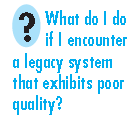 ? What do I do
if I encounter
a legacy system
that exhibits poor
quality?